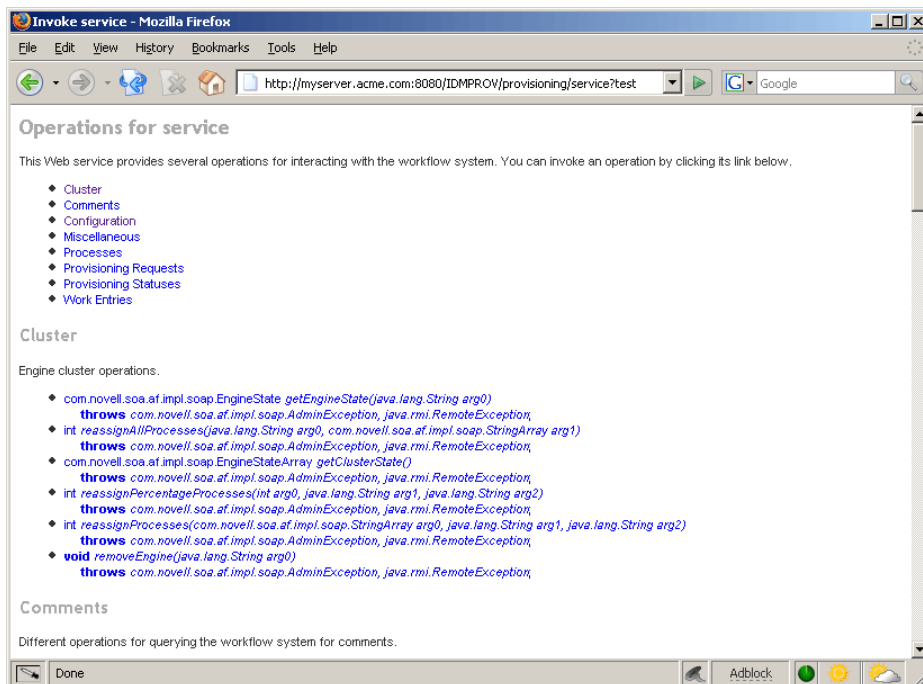 Invoke service - Mozilla Firefox
File Edit View History Bookmarks Tools Help
http://myserver.acme.com:8080/IDMPROV/provisioning/service?test
G Google
Operations for service
This Web service provides several operations for interacting with the workflow system. You can invoke an operation by clicking its link below.
Cluster
Comments
Configuration
Miscellaneous
Processes
Provisioning Requests
Provisioning Statuses
Work Entries
Cluster
Engine cluster operations.
com.novell.soa.af.impl.soap.EngineState getEngineState(java.lang.String arg0)
throws com.novell.soa.af.impl.soap.AdminException, java.rmi.RemoteException;
int reassignAllProcesses(java.lang.String arg0, com.novell.soa.af.impl.soap.StringArray arg1)
throws com.novell.soa.af.impl.soap.AdminException, java.rmi.RemoteException;
com.novell.soa.af.impl.soap.EngineStateArray getClusterState()
throws com.novell.soa.af.impl.soap.AdminException, java.rmi.RemoteException;
int reassignPercentageProcesses(int arg0, java.lang.String arg1, java.lang.String arg2)
throws com.novell.soa.af.impl.soap.AdminException, java.rmi.RemoteException;
int reassignProcesses(com.novell.soa.af.impl.soap.StringArray arg0, java.lang.String arg1, java.lang.String arg2)
throws com.novell.soa.af.impl.soap.AdminException, java.rmi.RemoteException;
void removeEngine(java.lang.String arg0)
throws com.novell.soa.af.impl.soap.AdminException, java.rmi.RemoteException;
Comments
Different operations for querying the workflow system for comments.
Done Adblock